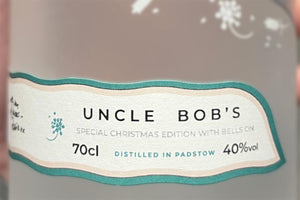 UNCLE BOB'S
SPECIAL CHRISTMAS EDITION WITH BELLS ON
70cl DISTILLED IN PADSTOW 40%vol